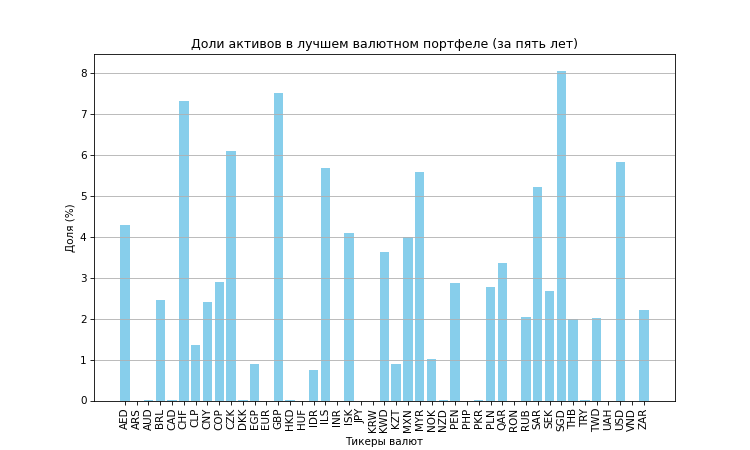 Доли активов в лучшем валютном портфеле (за пять лет)
Доля (%)
8
7
6
5
4
3
2
1
0
AED ARS AUD BRL CAD CHF CLP CNY COP CZK DKK EGP EUR GBP HKD HUF IDR ILS INR ISK JPY KRW KWD KZT MXN MYR NOK NZD PEN PHP PKR PLN QAR RON RUB SAR SEK SGD THB TRY TWD UAH USD VND ZAR
Тикеры валют